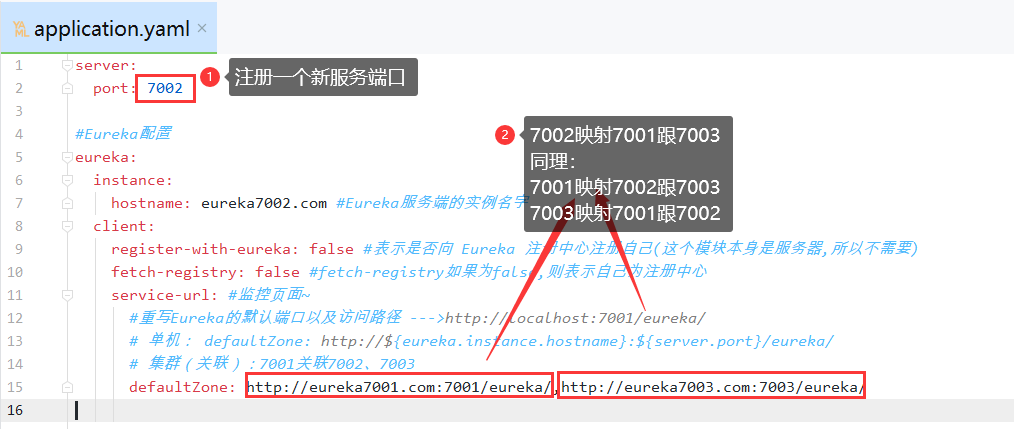 application.yaml
1 server:
1 注册一个新服务端口
2 port: 7002
3
4 #Eureka配置
2 7002映射7001跟7003
同理：
7001映射7002跟7003
7003映射7001跟7002
5 eureka:
6 instance:
7 hostname: eureka7002.com #Eureka服务端的实例名字
8 client:
9 register-with-eureka: false #表示是否向 Eureka 注册中心注册自己(这个模块本身是服务器,所以不需要)
10 fetch-registry: false #fetch-registry如果为false,则表示自己为注册中心
11 service-url: #监控页面~
12 #重写Eureka的默认端口以及访问路径 --->http://localhost:7001/eureka/
13 # 单机： defaultZone: http://${eureka.instance.hostname}:${server.port}/eureka/
14 # 集群（关联）：7001关联7002、7003
15 defaultZone: http://eureka7001.com:7001/eureka/,http://eureka7003.com:7003/eureka/
16